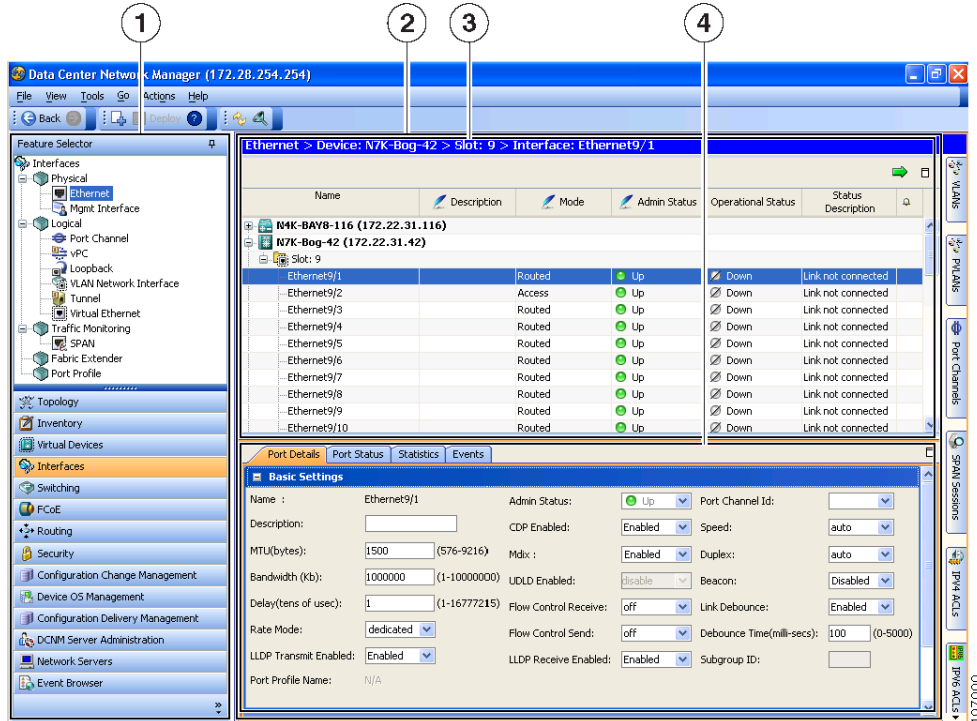 1
2
3
4
Data Center Network Manager (172.28.254.254)
File View Tools Go Actions Help
Back Deploy
Feature Selector
Interfaces
Physical
Ethernet
Mgmt Interface
Logical
Port Channel
vPC
Loopback
VLAN Network Interface
Tunnel
Virtual Ethernet
Traffic Monitoring
SPAN
Fabric Extender
Port Profile
Topology
Inventory
Virtual Devices
Interfaces
Switching
FCoE
Routing
Security
Configuration Change Management
Device OS Management
Configuration Delivery Management
DCNM Server Administration
Network Servers
Event Browser
Ethernet > Device: N7K-Bog-42 > Slot: 9 > Interface: Ethernet9/1
Name Description Mode Admin Status Operational Status Status Description
N4K-BAY8-116 (172.22.31.116)
N7K-Bog-42 (172.22.31.42)
Slot: 9
Ethernet9/1 Routed Up Down Link not connected
Ethernet9/2 Access Up Down Link not connected
Ethernet9/3 Routed Up Down Link not connected
Ethernet9/4 Routed Up Down Link not connected
Ethernet9/5 Routed Up Down Link not connected
Ethernet9/6 Routed Up Down Link not connected
Ethernet9/7 Routed Up Down Link not connected
Ethernet9/8 Routed Up Down Link not connected
Ethernet9/9 Routed Up Down Link not connected
Ethernet9/10 Routed Up Down Link not connected
Port Details Port Status Statistics Events
Basic Settings
Name : Ethernet9/1 Admin Status: Up Port Channel Id:
Description: CDP Enabled: Enabled Speed: auto
MTU(bytes): 1500 (576-9216) Mdix : Enabled Duplex: auto
Bandwidth (Kb): 1000000 (1-10000000) UDLD Enabled: disable Beacon: Disabled
Delay(tens of usec): 1 (1-16777215) Flow Control Receive: off Link Debounce: Enabled
Rate Mode: dedicated Flow Control Send: off Debounce Time(milli-secs): 100 (0-5000)
LLDP Transmit Enabled: Enabled LLDP Receive Enabled: Enabled Subgroup ID:
Port Profile Name: N/A
VLANs
PVLANs
Port Channels
SPAN Sessions
IPV4 ACLs
IPV6 ACLs